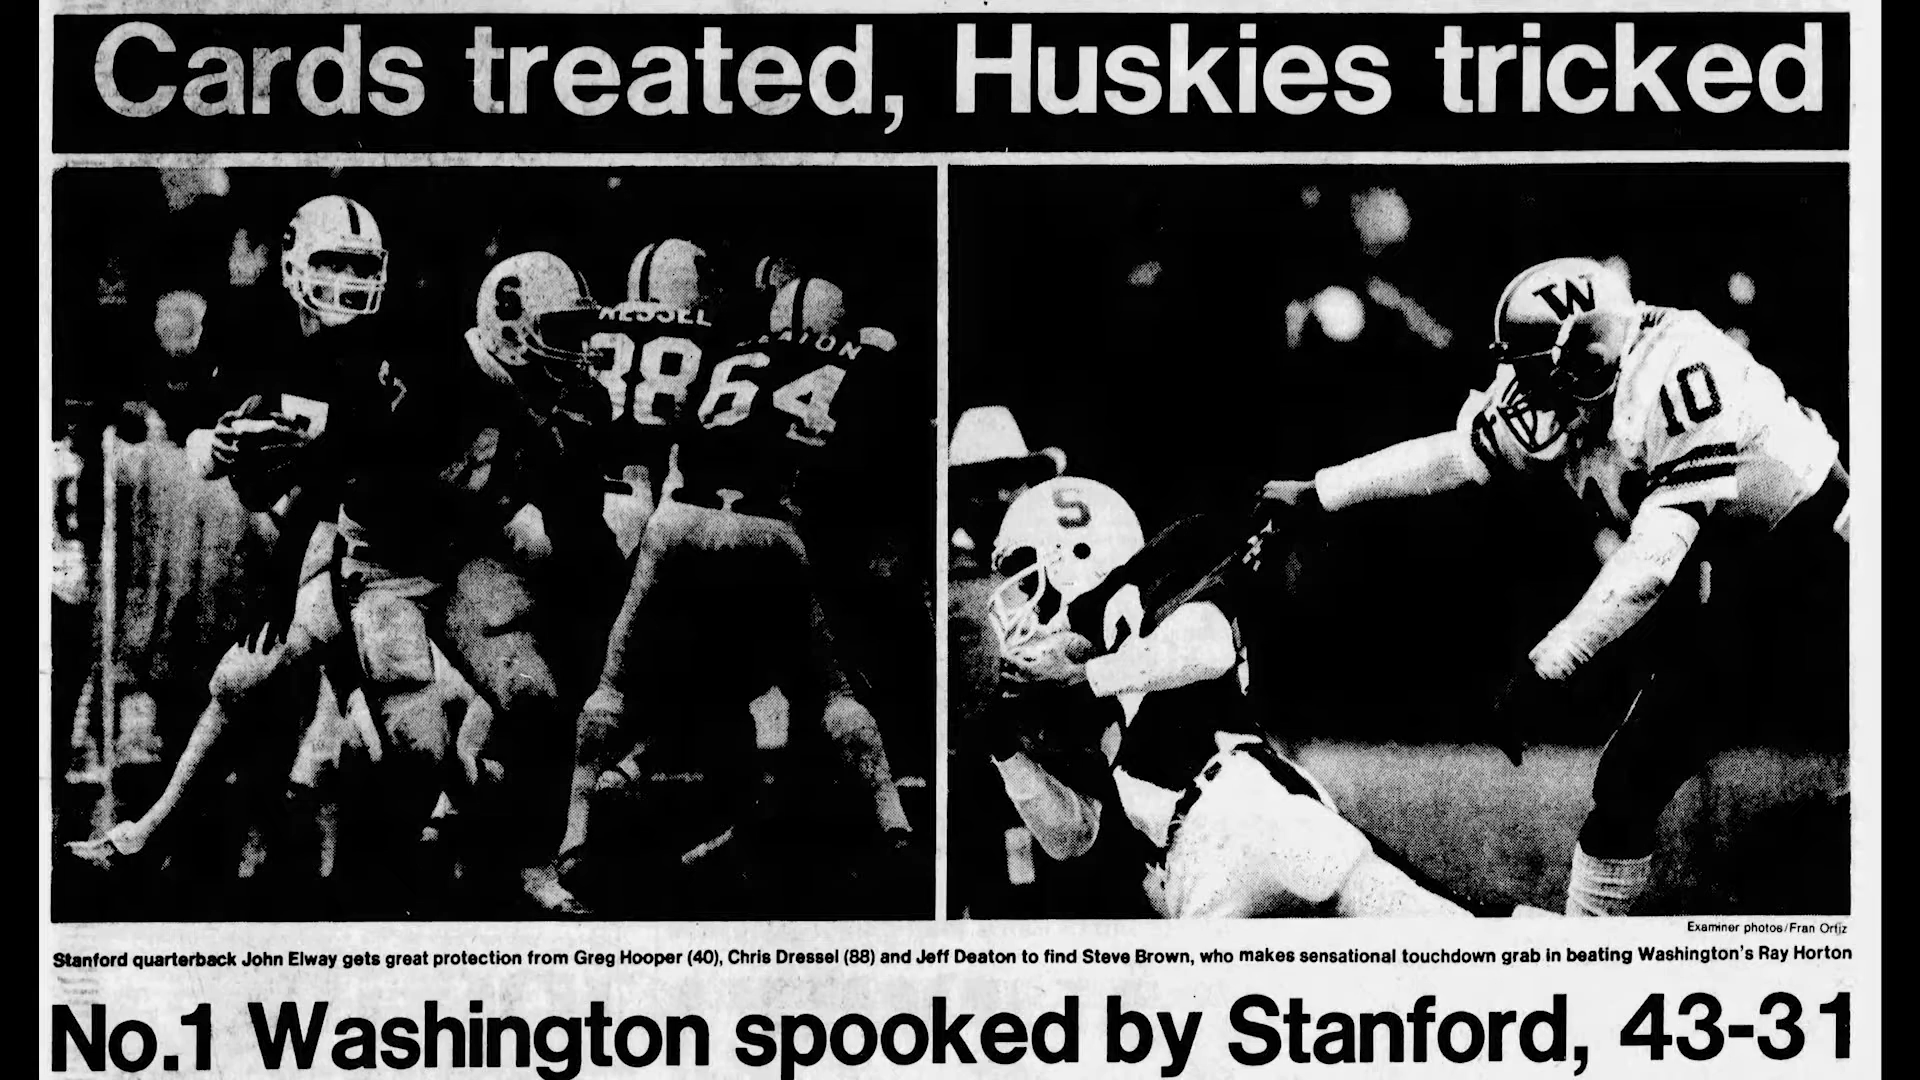 Cards treated, Huskies tricked
S
88
64
W
10
S
Examiner photos/Fran Ortiz
Stanford quarterback John Elway gets great protection from Greg Hooper (40), Chris Dressel (88) and Jeff Deaton to find Steve Brown, who makes sensational touchdown grab in beating Washington's Ray Horton
No.1 Washington spooked by Stanford, 43-31